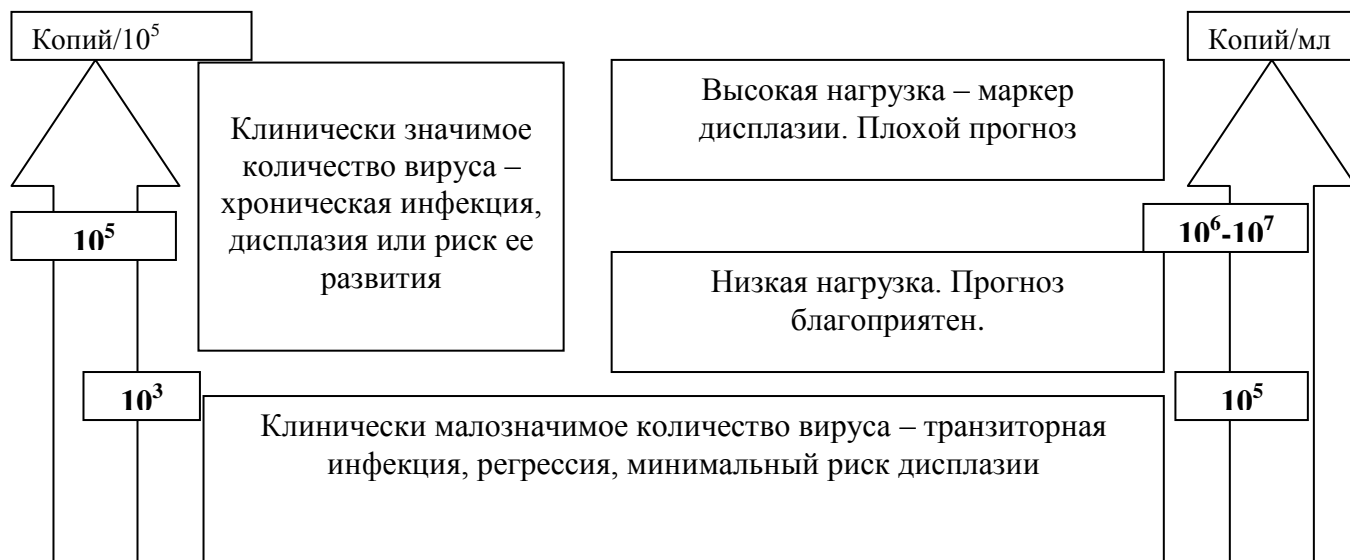 Копий/10⁵
Копий/мл
Клинически значимое
количество вируса –
хроническая инфекция,
дисплазия или риск ее
развития
Высокая нагрузка – маркер
дисплазии. Плохой прогноз
10⁵
10⁶-10⁷
Низкая нагрузка. Прогноз
благоприятен.
10³
10⁵
Клинически малозначимое количество вируса – транзиторная
инфекция, регрессия, минимальный риск дисплазии